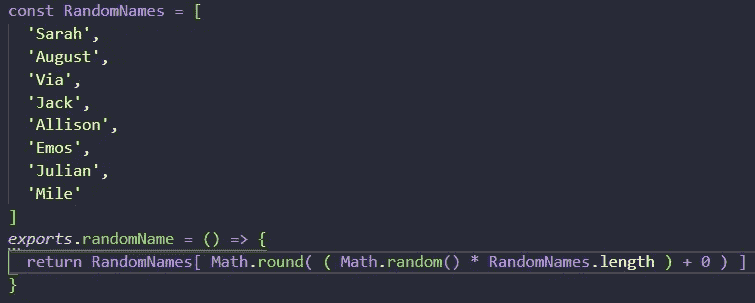 const RandomNames = [
'Sarah',
'August',
'Via',
'Jack',
'Allison',
'Emos',
'Julian',
'Mile'
]
exports.randomName = () => {
return RandomNames[ Math.round( ( Math.random() * RandomNames.length ) + 0 ) ]
}